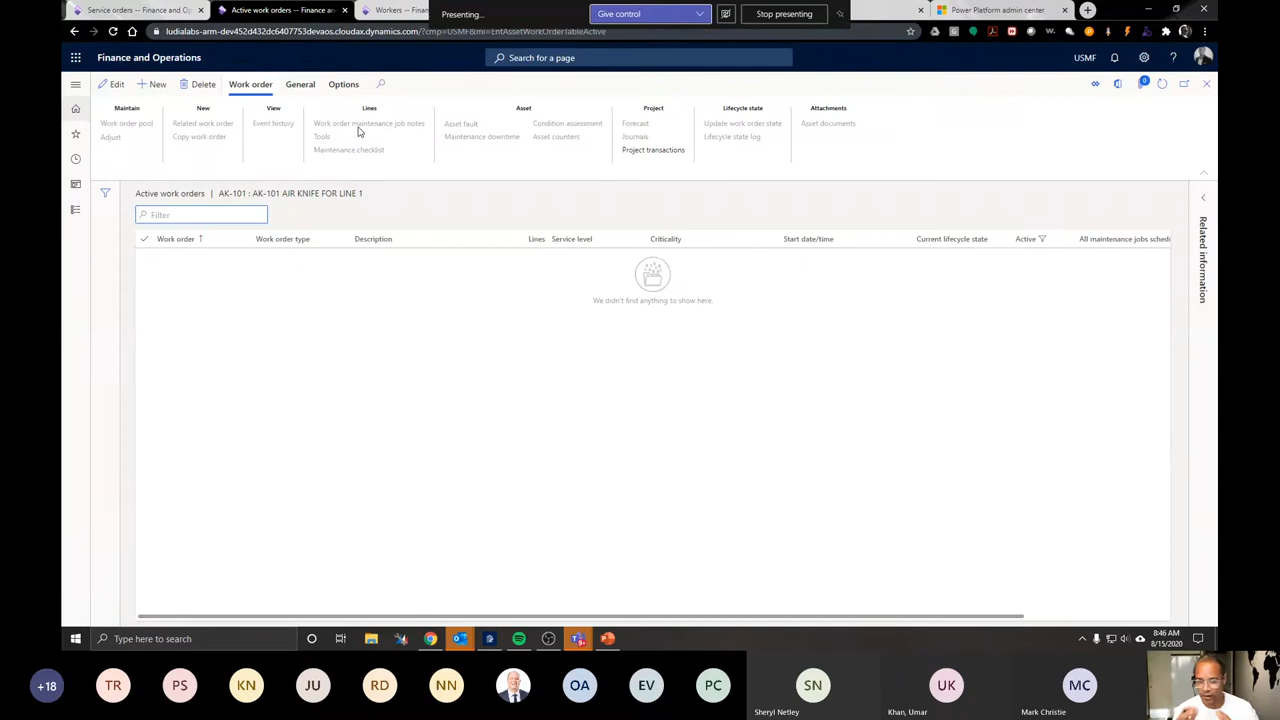 Service orders -- Finance and Op
Active work orders -- Finance an
Workers -- Finan
Presenting...
Give control
Stop presenting
Power Platform admin center
ludialabs-arm-dev452d432dc6407753devaos.cloudax.dynamics.com/?cmp=USMF&mi=EntAssetWorkOrderTableActive
Finance and Operations
Search for a page
USMF
Edit
New
Delete
Work order
General
Options
0
Maintain
New
View
Lines
Asset
Project
Lifecycle state
Attachments
Work order pool
Related work order
Event history
Work order maintenance job notes
Asset fault
Condition assessment
Forecast
Update work order state
Asset documents
Adjust
Copy work order
Tools
Maintenance downtime
Asset counters
Journals
Lifecycle state log
Maintenance checklist
Project transactions
Active work orders | AK-101 : AK-101 AIR KNIFE FOR LINE 1
Filter
Work order
Work order type
Description
Lines
Service level
Criticality
Start date/time
Current lifecycle state
Active
All maintenance jobs schedu
We didn't find anything to show here.
Related information
Type here to search
8:46 AM
8/15/2020
+18
TR
PS
KN
JU
RD
NN
OA
EV
PC
SN
UK
MC
Sheryl Netley
Khan, Umar
Mark Christie